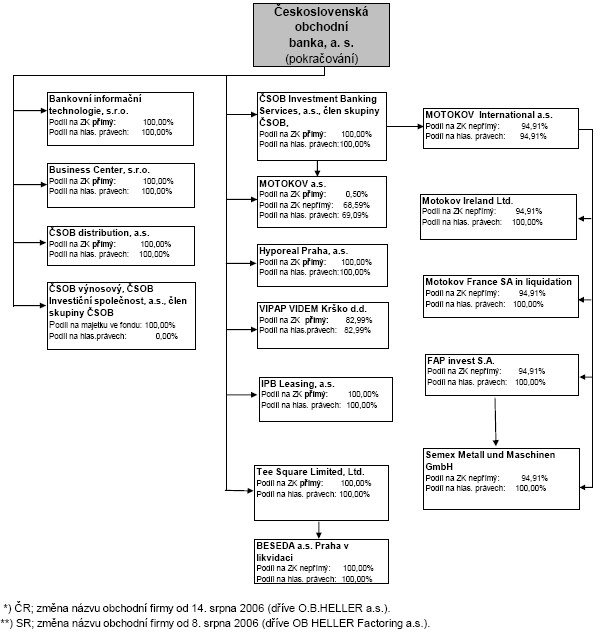 Československá
obchodní
banka, a. s.
(pokračování)
Bankovní informační
technologie, s.r.o.
Podíl na ZK přímý: 100,00%
Podíl na hlas. právech: 100,00%
Business Center, s.r.o.
Podíl na ZK přímý: 100,00%
Podíl na hlas. právech: 100,00%
ČSOB distribution, a.s.
Podíl na ZK přímý: 100,00%
Podíl na hlas. právech: 100,00%
ČSOB výnosový, ČSOB
Investiční společnost, a.s., člen
skupiny ČSOB
Podíl na majetku ve fondu: 100,00%
Podíl na hlas.právech: 0,00%
ČSOB Investment Banking
Services, a.s., člen skupiny
ČSOB,
Podíl na ZK přímý: 100,00%
Podíl na hlas. právech:100,00%
MOTOKOV a.s.
Podíl na ZK přímý: 0,50%
Podíl na ZK nepřímý: 68,59%
Podíl na hlas. právech: 69,09%
Hyporeal Praha, a.s.
Podíl na ZK přímý: 100,00%
Podíl na hlas. právech:100,00%
VIPAP VIDEM Krško d.d.
Podíl na ZK přímý: 82,99%
Podíl na hlas.právech: 82,99%
IPB Leasing, a.s.
Podíl na ZK přímý: 100,00%
Podíl na hlas. právech: 100,00%
Tee Square Limited, Ltd.
Podíl na ZK přímý: 100,00%
Podíl na hlas. právech: 100,00%
BESEDA a.s. Praha v
likvidaci
Podíl na ZK nepřímý: 100,00%
Podíl na hlas. právech: 100,00%
MOTOKOV International a.s.
Podíl na ZK nepřímý: 94,91%
Podíl na hlas. právech: 94,91%
Motokov Ireland Ltd.
Podíl na ZK nepřímý: 94,91%
Podíl na hlas. právech: 100,00%
Motokov France SA in liquidation
Podíl na ZK nepřímý: 94,91%
Podíl na hlas. právech: 100,00%
FAP invest S.A.
Podíl na ZK nepřímý: 94,91%
Podíl na hlas. právech: 100,00%
Semex Metall und Maschinen
GmbH
Podíl na ZK nepřímý: 94,91%
Podíl na hlas. právech: 100,00%
*) ČR; změna názvu obchodní firmy od 14. srpna 2006 (dříve O.B.HELLER a.s.).
**) SR; změna názvu obchodní firmy od 8. srpna 2006 (dříve OB HELLER Factoring a.s.).